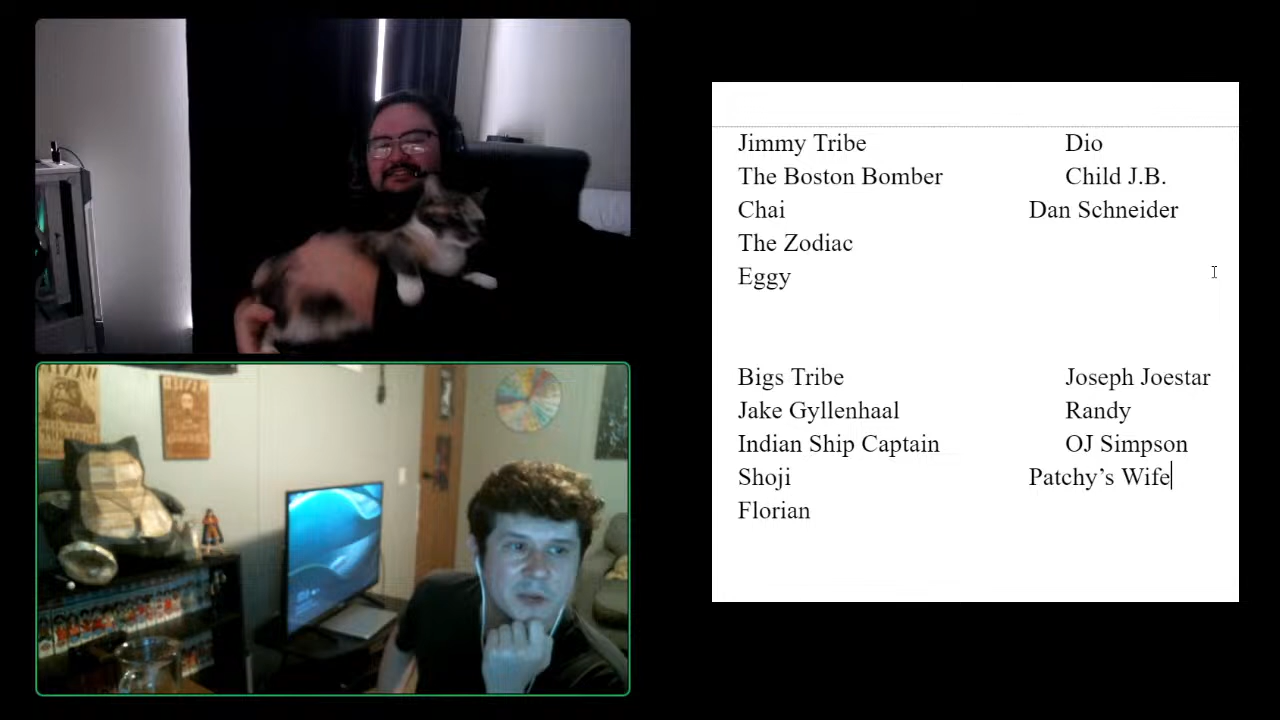 Jimmy Tribe Dio
The Boston Bomber Child J.B.
Chai Dan Schneider
The Zodiac
Eggy
Bigs Tribe Joseph Joestar
Jake Gyllenhaal Randy
Indian Ship Captain OJ Simpson
Shoji Patchy’s Wife
Florian